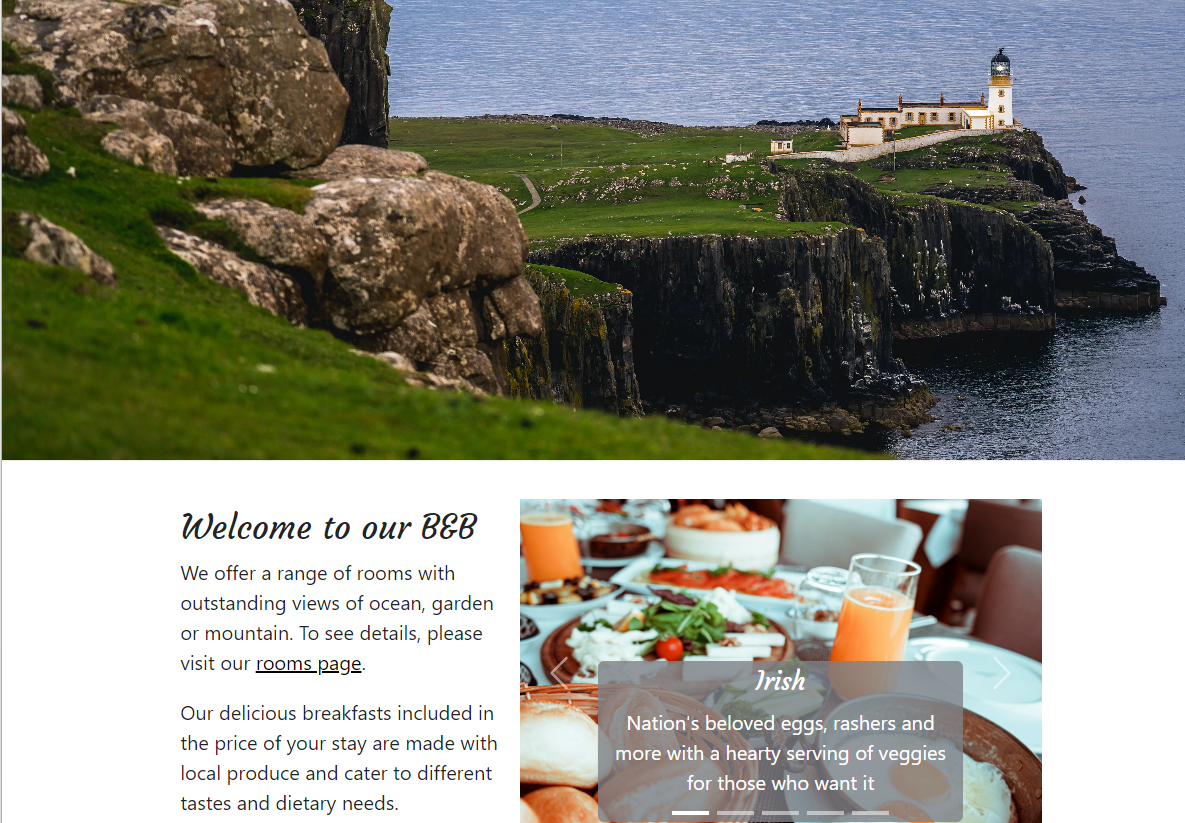 Welcome to our B&B
We offer a range of rooms with
outstanding views of ocean, garden
or mountain. To see details, please
visit our rooms page.
Our delicious breakfasts included in
the price of your stay are made with
local produce and cater to different
tastes and dietary needs.
Irish
Nation's beloved eggs, rashers and
more with a hearty serving of veggies
for those who want it